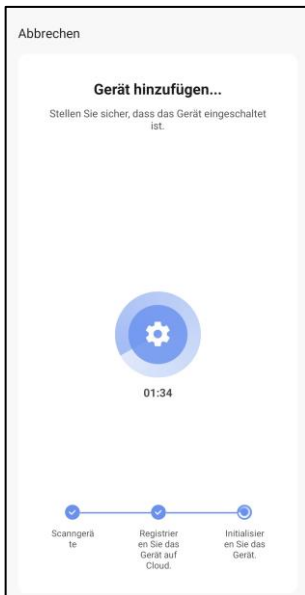 Abbrechen
Gerät hinzufügen...
Stellen Sie sicher, dass das Gerät eingeschaltet
ist.
01:34
Scanngerä
te
Registrier
en Sie das
Gerät auf
Cloud.
Initialisier
en Sie das
Gerät.